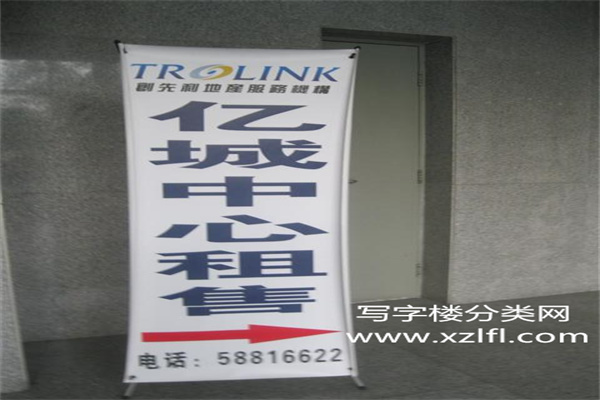 TROLINK
創先利地產服務機構
亿城中心租售
电话：58816622
写字楼分类网
www.xzlfl.com